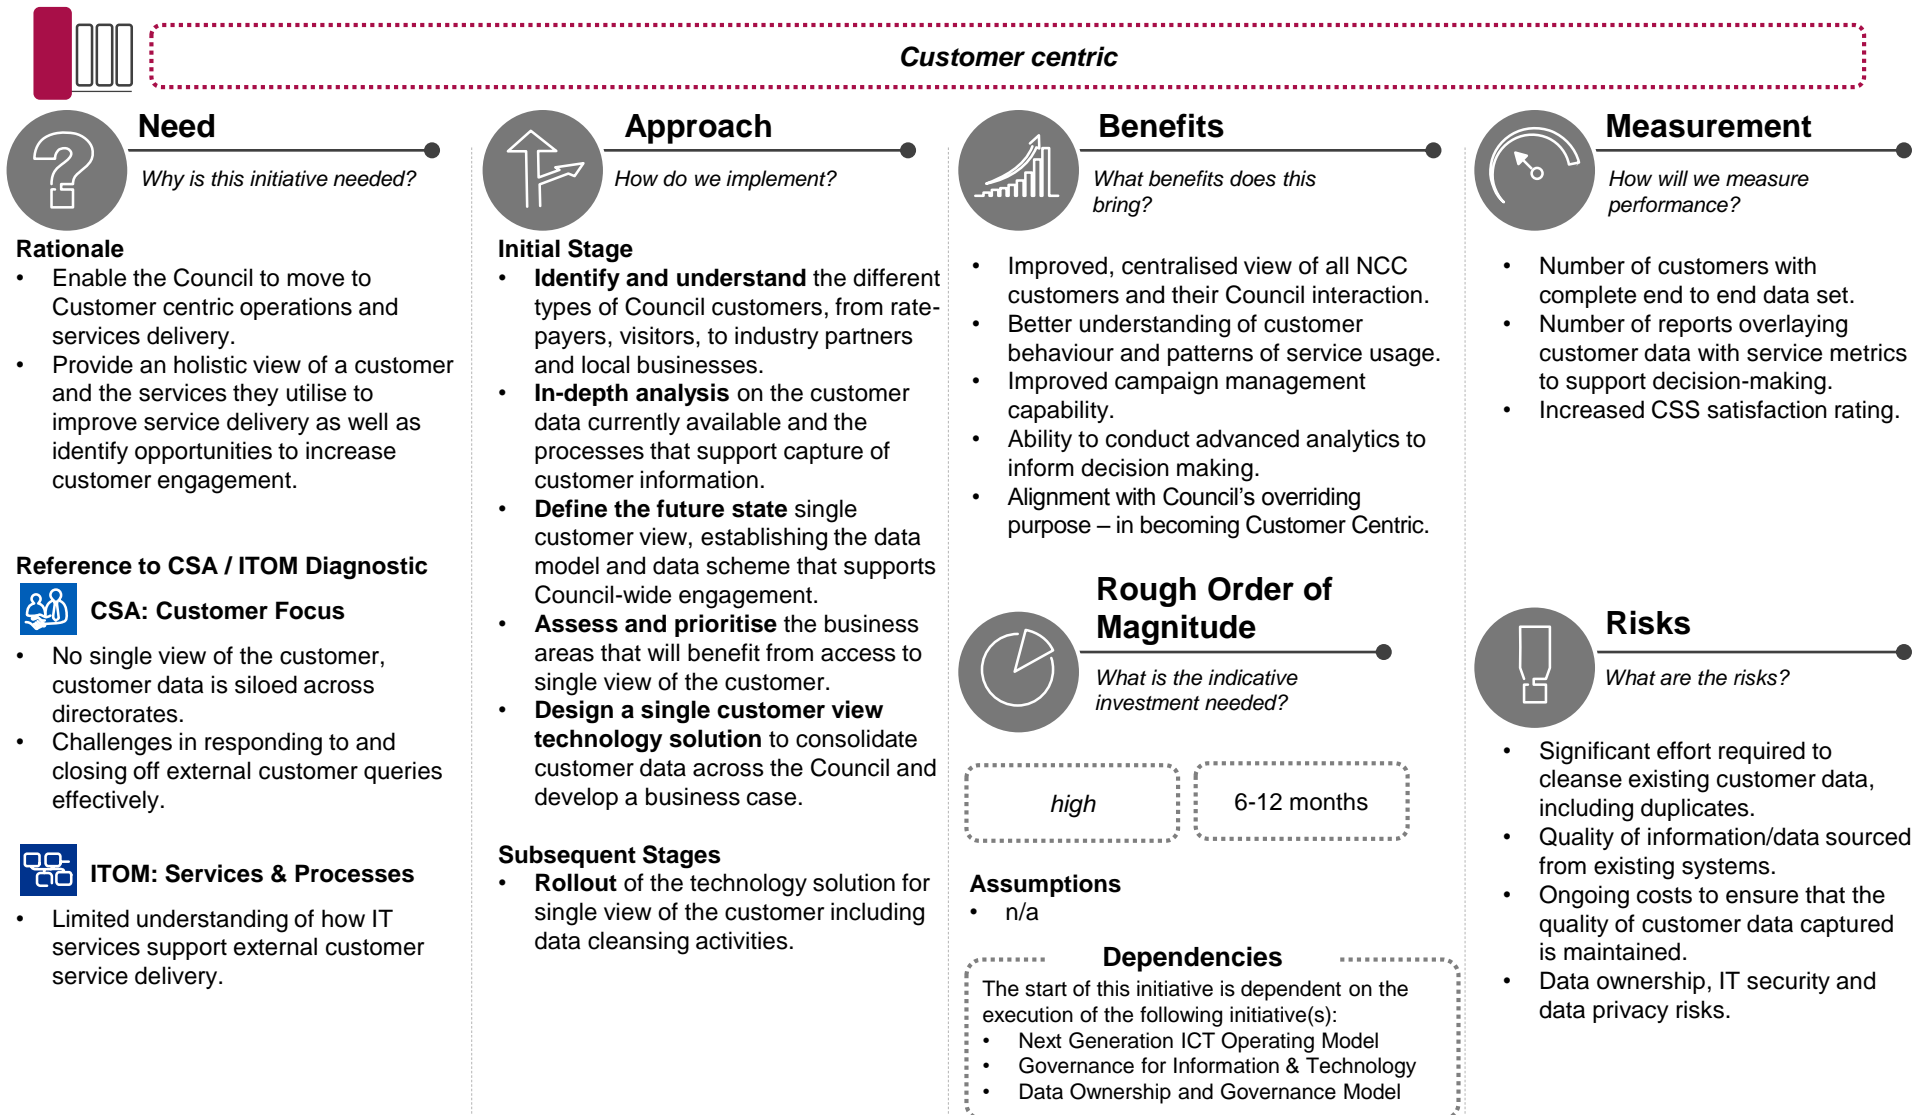 Customer centric
Need
Why is this initiative needed?
Rationale
• Enable the Council to move to
Customer centric operations and
services delivery.
• Provide an holistic view of a customer
and the services they utilise to
improve service delivery as well as
identify opportunities to increase
customer engagement.
Reference to CSA / ITOM Diagnostic
CSA: Customer Focus
• No single view of the customer,
customer data is siloed across
directorates.
• Challenges in responding to and
closing off external customer queries
effectively.
ITOM: Services & Processes
• Limited understanding of how IT
services support external customer
service delivery.
Approach
How do we implement?
Initial Stage
• Identify and understand the different
types of Council customers, from rate-
payers, visitors, to industry partners
and local businesses.
• In-depth analysis on the customer
data currently available and the
processes that support capture of
customer information.
• Define the future state single
customer view, establishing the data
model and data scheme that supports
Council-wide engagement.
• Assess and prioritise the business
areas that will benefit from access to
single view of the customer.
• Design a single customer view
technology solution to consolidate
customer data across the Council and
develop a business case.
Subsequent Stages
• Rollout of the technology solution for
single view of the customer including
data cleansing activities.
Benefits
What benefits does this
bring?
• Improved, centralised view of all NCC
customers and their Council interaction.
• Better understanding of customer
behaviour and patterns of service usage.
• Improved campaign management
capability.
• Ability to conduct advanced analytics to
inform decision making.
• Alignment with Council's overriding
purpose – in becoming Customer Centric.
Rough Order of
Magnitude
What is the indicative
investment needed?
high
6-12 months
Assumptions
• n/a
Dependencies
The start of this initiative is dependent on the
execution of the following initiative(s):
• Next Generation ICT Operating Model
• Governance for Information & Technology
• Data Ownership and Governance Model
Measurement
How will we measure
performance?
• Number of customers with
complete end to end data set.
• Number of reports overlaying
customer data with service metrics
to support decision-making.
• Increased CSS satisfaction rating.
Risks
What are the risks?
• Significant effort required to
cleanse existing customer data,
including duplicates.
• Quality of information/data sourced
from existing systems.
• Ongoing costs to ensure that the
quality of customer data captured
is maintained.
• Data ownership, IT security and
data privacy risks.